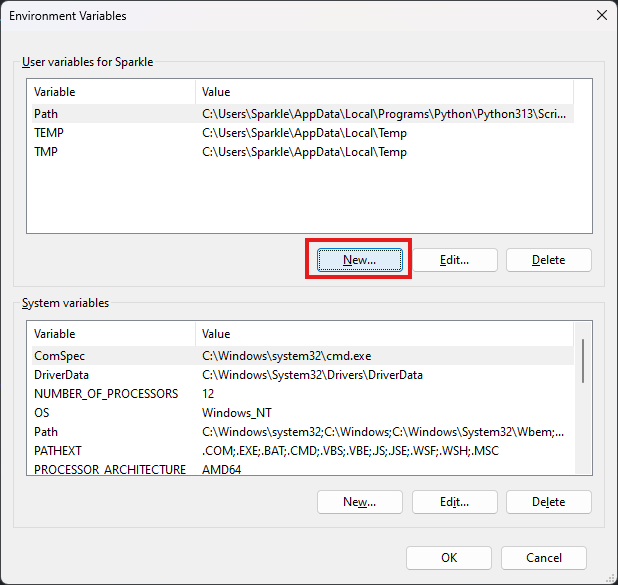 Environment Variables
User variables for Sparkle
Variable Value
Path C:\Users\Sparkle\AppData\Local\Programs\Python\Python313\Scri...
TEMP C:\Users\Sparkle\AppData\Local\Temp
TMP C:\Users\Sparkle\AppData\Local\Temp
New... Edit... Delete
System variables
Variable Value
ComSpec C:\Windows\system32\cmd.exe
DriverData C:\Windows\System32\Drivers\DriverData
NUMBER_OF_PROCESSORS 12
OS Windows_NT
Path C:\Windows\system32;C:\Windows;C:\Windows\System32\Wbem;...
PATHEXT .COM;.EXE;.BAT;.CMD;.VBS;.VBE;.JS;.JSE;.WSF;.WSH;.MSC
PROCESSOR_ARCHITECTURE AMD64
New... Edit... Delete
OK Cancel